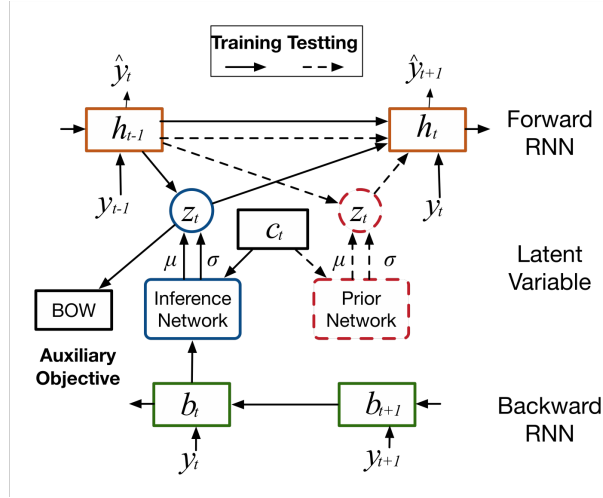 Training Testting
ŷₜ
ŷₜ₊₁
hₜ₋₁
hₜ
Forward
RNN
yₜ₋₁
yₜ
zₜ
zₜ
cₜ
μ
σ
μ
σ
Latent
Variable
BOW
Inference
Network
Prior
Network
Auxiliary
Objective
bₜ
bₜ₊₁
Backward
RNN
yₜ
yₜ₊₁